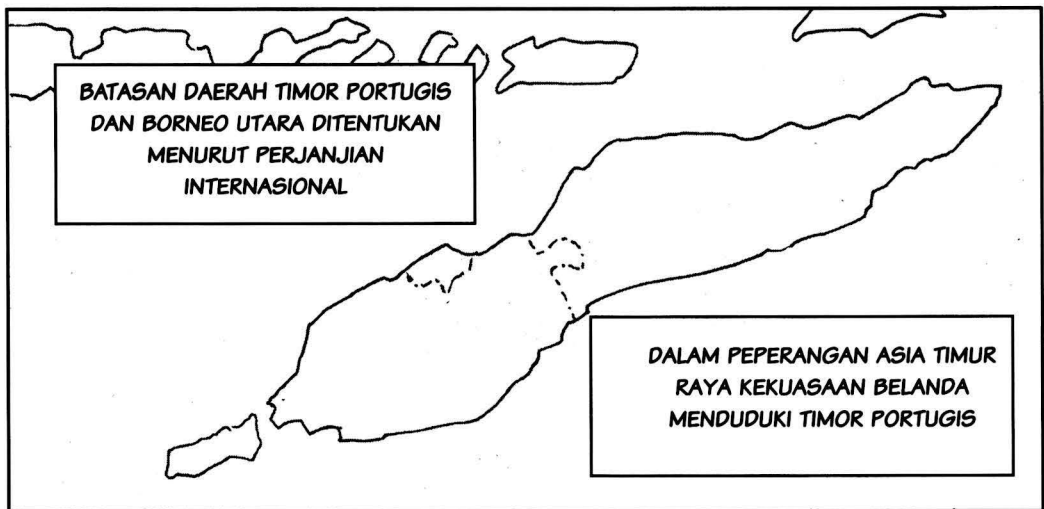 BATASAN DAERAH TIMOR PORTUGIS
DAN BORNEO UTARA DITENTUKAN
MENURUT PERJANJIAN
INTERNASIONAL
DALAM PEPERANGAN ASIA TIMUR
RAYA KEKUASAAN BELANDA
MENDUDUKI TIMOR PORTUGIS